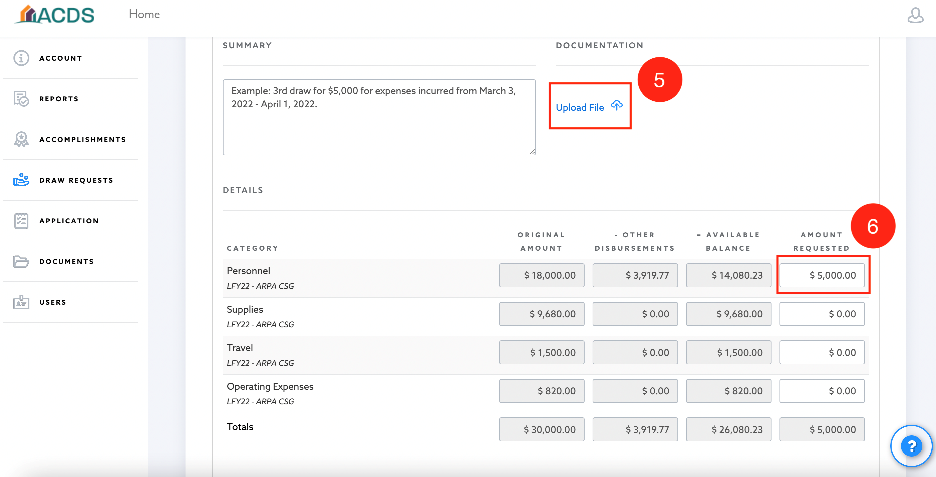 ACDS
Home
ACCOUNT
REPORTS
ACCOMPLISHMENTS
DRAW REQUESTS
APPLICATION
DOCUMENTS
USERS
SUMMARY
Example: 3rd draw for $5,000 for expenses incurred from March 3,
2022 - April 1, 2022.
DOCUMENTATION
Upload File
5
DETAILS
6
CATEGORY
ORIGINAL
AMOUNT
- OTHER
DISBURSEMENTS
= AVAILABLE
BALANCE
AMOUNT
REQUESTED
Personnel
LFY22 - ARPA CSG
$ 18,000.00 $ 3,919.77 $ 14,080.23 $ 5,000.00
Supplies
LFY22 - ARPA CSG
$ 9,680.00 $ 0.00 $ 9,680.00 $ 0.00
Travel
LFY22 - ARPA CSG
$ 1,500.00 $ 0.00 $ 1,500.00 $ 0.00
Operating Expenses
LFY22 - ARPA CSG
$ 820.00 $ 0.00 $ 820.00 $ 0.00
Totals $ 30,000.00 $ 3,919.77 $ 26,080.23 $ 5,000.00
?